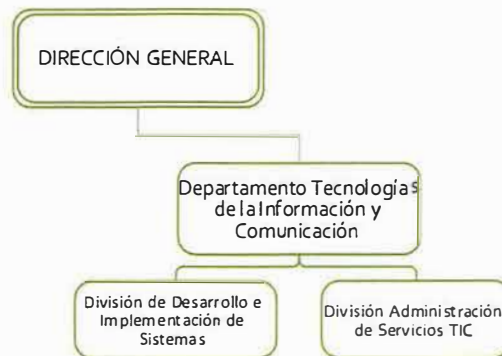 DIRECCIÓN GENERAL
Departamento Tecnologías
de la Información y
Comunicación
División de Desarrollo e
Implementación de
Sistemas
División Administración
de Servicios TIC